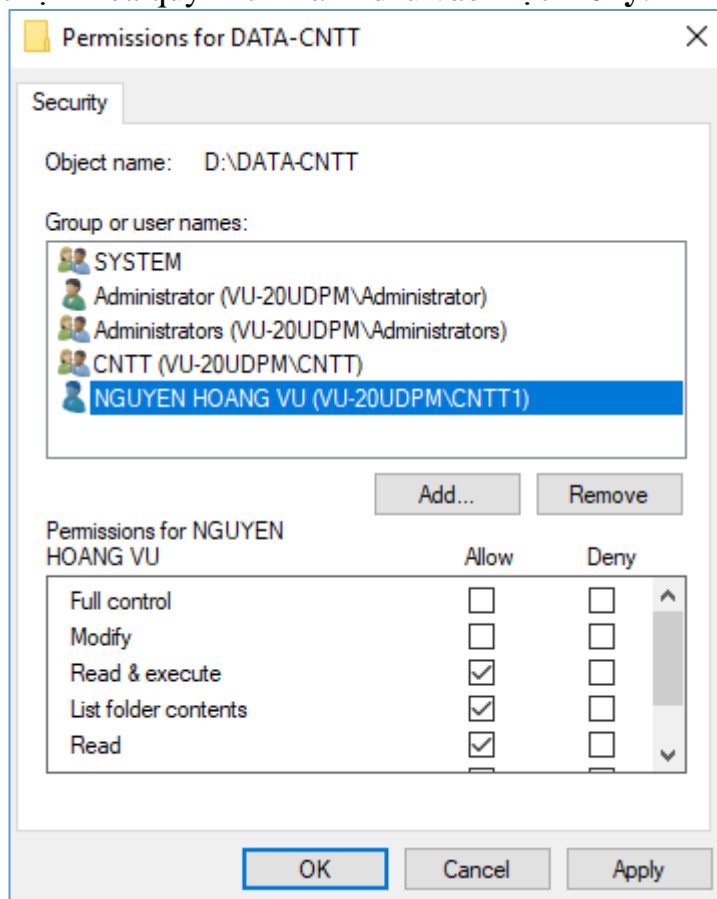 Permissions for DATA-CNTT
Security
Object name: D:\DATA-CNTT
Group or user names:
SYSTEM
Administrator (VU-20UDPM\Administrator)
Administrators (VU-20UDPM\Administrators)
CNTT (VU-20UDPM\CNTT)
NGUYEN HOANG VU (VU-20UDPM\CNTT1)
Add... Remove
Permissions for NGUYEN
HOANG VU Allow Deny
Full control
Modify
Read & execute
List folder contents
Read
OK Cancel Apply